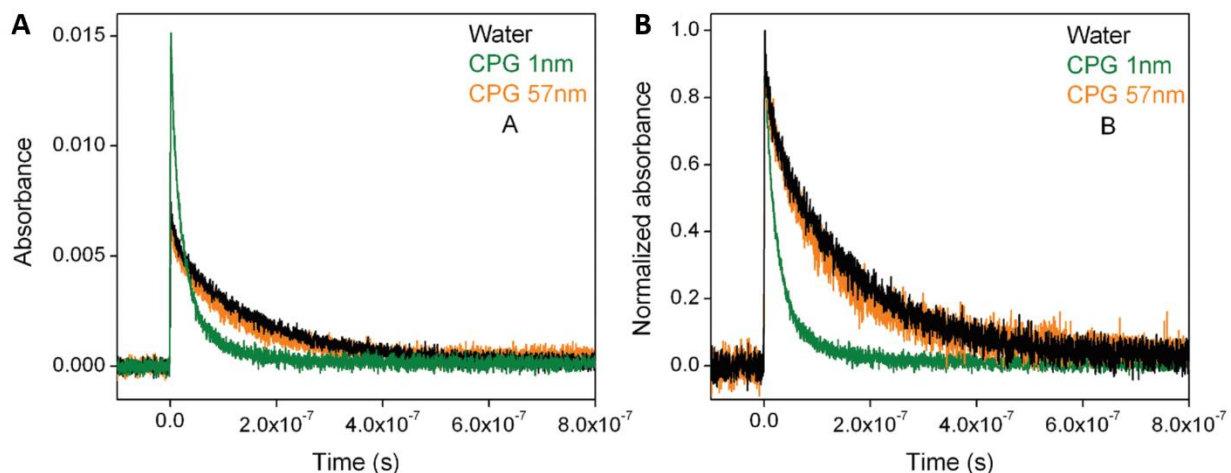 A
Absorbance
0.015
0.010
0.005
0.000
Water
CPG 1nm
CPG 57nm
A
0.0
2.0x10⁻⁷
4.0x10⁻⁷
6.0x10⁻⁷
8.0x10⁻⁷
Time (s)
B
Normalized absorbance
1.0
0.8
0.6
0.4
0.2
0.0
Water
CPG 1nm
CPG 57nm
B
0.0
2.0x10⁻⁷
4.0x10⁻⁷
6.0x10⁻⁷
8.0x10⁻⁷
Time (s)